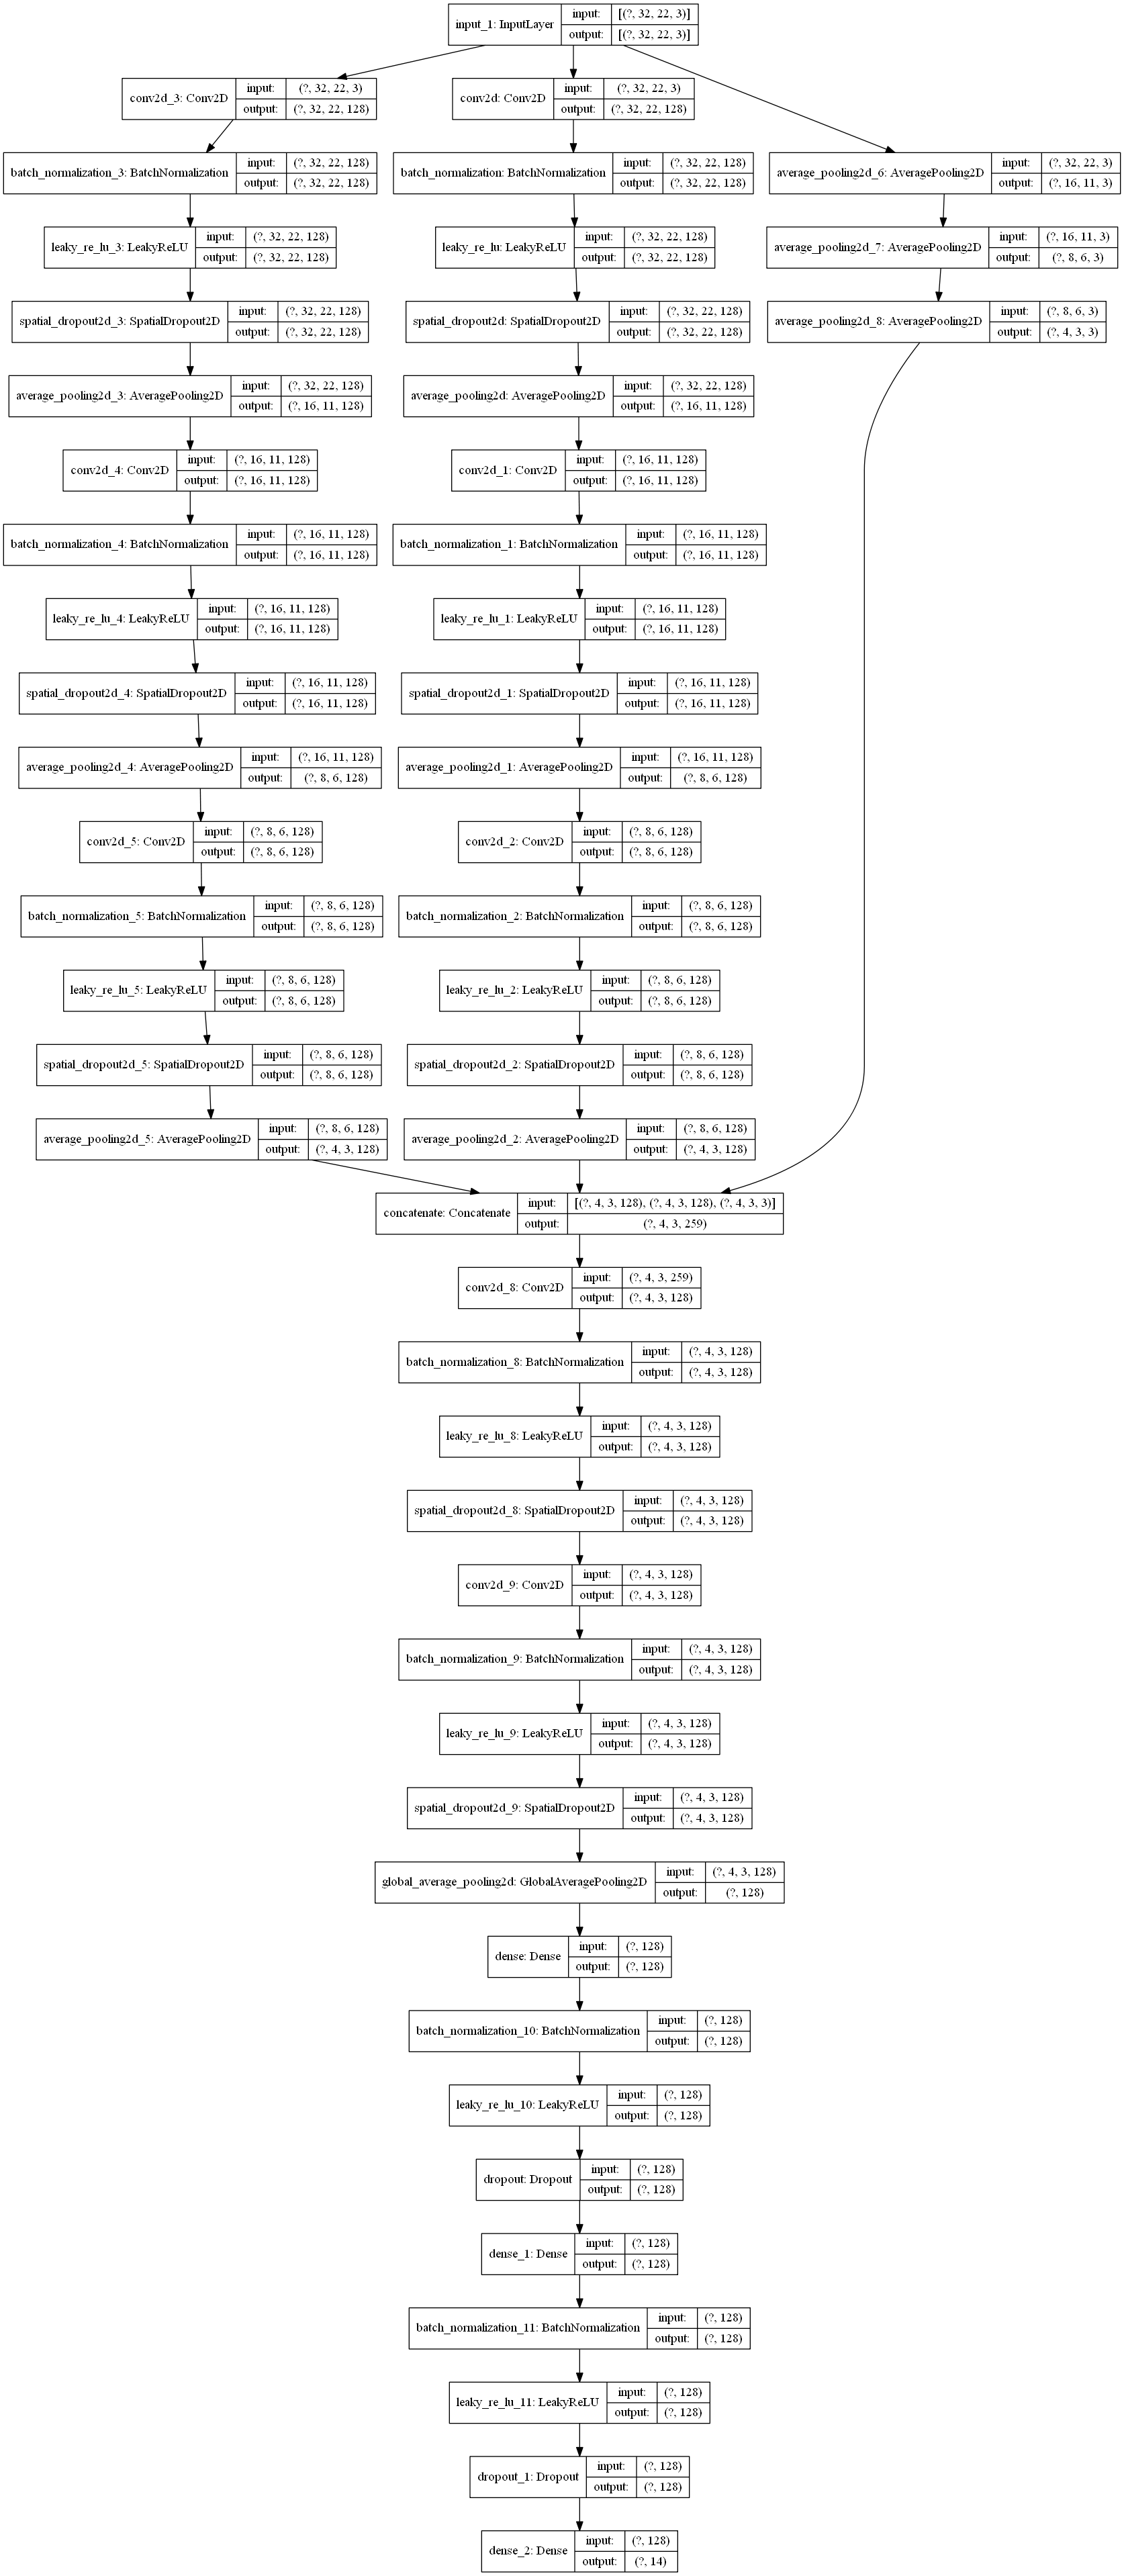 input_1: InputLayer input: [(?, 32, 22, 3)]
output: [(?, 32, 22, 3)]
conv2d_3: Conv2D input: (?, 32, 22, 3)
output: (?, 32, 22, 128)
conv2d: Conv2D input: (?, 32, 22, 3)
output: (?, 32, 22, 128)
batch_normalization_3: BatchNormalization input: (?, 32, 22, 128)
output: (?, 32, 22, 128)
batch_normalization: BatchNormalization input: (?, 32, 22, 128)
output: (?, 32, 22, 128)
average_pooling2d_6: AveragePooling2D input: (?, 32, 22, 3)
output: (?, 16, 11, 3)
leaky_re_lu_3: LeakyReLU input: (?, 32, 22, 128)
output: (?, 32, 22, 128)
leaky_re_lu: LeakyReLU input: (?, 32, 22, 128)
output: (?, 32, 22, 128)
average_pooling2d_7: AveragePooling2D input: (?, 16, 11, 3)
output: (?, 8, 6, 3)
spatial_dropout2d_3: SpatialDropout2D input: (?, 32, 22, 128)
output: (?, 32, 22, 128)
spatial_dropout2d: SpatialDropout2D input: (?, 32, 22, 128)
output: (?, 32, 22, 128)
average_pooling2d_8: AveragePooling2D input: (?, 8, 6, 3)
output: (?, 4, 3, 3)
average_pooling2d_3: AveragePooling2D input: (?, 32, 22, 128)
output: (?, 16, 11, 128)
average_pooling2d: AveragePooling2D input: (?, 32, 22, 128)
output: (?, 16, 11, 128)
conv2d_4: Conv2D input: (?, 16, 11, 128)
output: (?, 16, 11, 128)
conv2d_1: Conv2D input: (?, 16, 11, 128)
output: (?, 16, 11, 128)
batch_normalization_4: BatchNormalization input: (?, 16, 11, 128)
output: (?, 16, 11, 128)
batch_normalization_1: BatchNormalization input: (?, 16, 11, 128)
output: (?, 16, 11, 128)
leaky_re_lu_4: LeakyReLU input: (?, 16, 11, 128)
output: (?, 16, 11, 128)
leaky_re_lu_1: LeakyReLU input: (?, 16, 11, 128)
output: (?, 16, 11, 128)
spatial_dropout2d_4: SpatialDropout2D input: (?, 16, 11, 128)
output: (?, 16, 11, 128)
spatial_dropout2d_1: SpatialDropout2D input: (?, 16, 11, 128)
output: (?, 16, 11, 128)
average_pooling2d_4: AveragePooling2D input: (?, 16, 11, 128)
output: (?, 8, 6, 128)
average_pooling2d_1: AveragePooling2D input: (?, 16, 11, 128)
output: (?, 8, 6, 128)
conv2d_5: Conv2D input: (?, 8, 6, 128)
output: (?, 8, 6, 128)
conv2d_2: Conv2D input: (?, 8, 6, 128)
output: (?, 8, 6, 128)
batch_normalization_5: BatchNormalization input: (?, 8, 6, 128)
output: (?, 8, 6, 128)
batch_normalization_2: BatchNormalization input: (?, 8, 6, 128)
output: (?, 8, 6, 128)
leaky_re_lu_5: LeakyReLU input: (?, 8, 6, 128)
output: (?, 8, 6, 128)
leaky_re_lu_2: LeakyReLU input: (?, 8, 6, 128)
output: (?, 8, 6, 128)
spatial_dropout2d_5: SpatialDropout2D input: (?, 8, 6, 128)
output: (?, 8, 6, 128)
spatial_dropout2d_2: SpatialDropout2D input: (?, 8, 6, 128)
output: (?, 8, 6, 128)
average_pooling2d_5: AveragePooling2D input: (?, 8, 6, 128)
output: (?, 4, 3, 128)
average_pooling2d_2: AveragePooling2D input: (?, 8, 6, 128)
output: (?, 4, 3, 128)
concatenate: Concatenate input: [(?, 4, 3, 128), (?, 4, 3, 128), (?, 4, 3, 3)]
output: (?, 4, 3, 259)
conv2d_8: Conv2D input: (?, 4, 3, 259)
output: (?, 4, 3, 128)
batch_normalization_8: BatchNormalization input: (?, 4, 3, 128)
output: (?, 4, 3, 128)
leaky_re_lu_8: LeakyReLU input: (?, 4, 3, 128)
output: (?, 4, 3, 128)
spatial_dropout2d_8: SpatialDropout2D input: (?, 4, 3, 128)
output: (?, 4, 3, 128)
conv2d_9: Conv2D input: (?, 4, 3, 128)
output: (?, 4, 3, 128)
batch_normalization_9: BatchNormalization input: (?, 4, 3, 128)
output: (?, 4, 3, 128)
leaky_re_lu_9: LeakyReLU input: (?, 4, 3, 128)
output: (?, 4, 3, 128)
spatial_dropout2d_9: SpatialDropout2D input: (?, 4, 3, 128)
output: (?, 4, 3, 128)
global_average_pooling2d: GlobalAveragePooling2D input: (?, 4, 3, 128)
output: (?, 128)
dense: Dense input: (?, 128)
output: (?, 128)
batch_normalization_10: BatchNormalization input: (?, 128)
output: (?, 128)
leaky_re_lu_10: LeakyReLU input: (?, 128)
output: (?, 128)
dropout: Dropout input: (?, 128)
output: (?, 128)
dense_1: Dense input: (?, 128)
output: (?, 128)
batch_normalization_11: BatchNormalization input: (?, 128)
output: (?, 128)
leaky_re_lu_11: LeakyReLU input: (?, 128)
output: (?, 128)
dropout_1: Dropout input: (?, 128)
output: (?, 128)
dense_2: Dense input: (?, 128)
output: (?, 14)